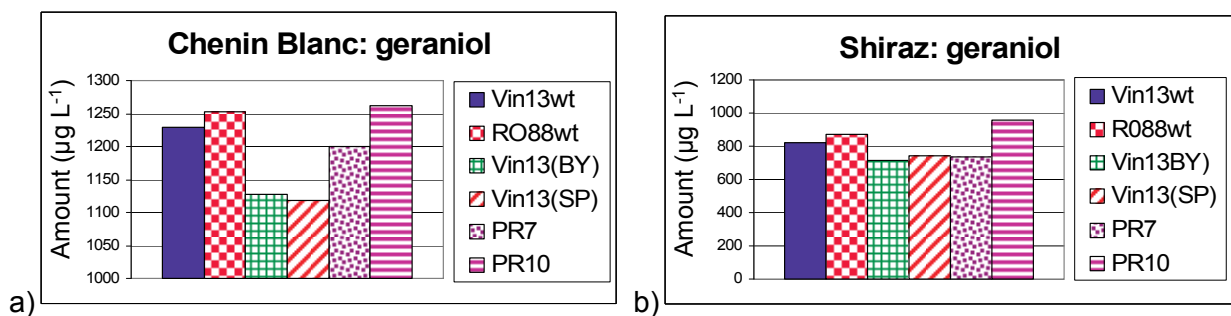 Chenin Blanc: geraniol
Amount (µg L-1)
1300
1250
1200
1150
1100
1050
1000
Vin13wt
RO88wt
Vin13(BY)
Vin13(SP)
PR7
PR10
a)
Shiraz: geraniol
Amount (µg L-1)
1200
1000
800
600
400
200
0
Vin13wt
R088wt
Vin13BY)
Vin13(SP)
PR7
PR10
b)